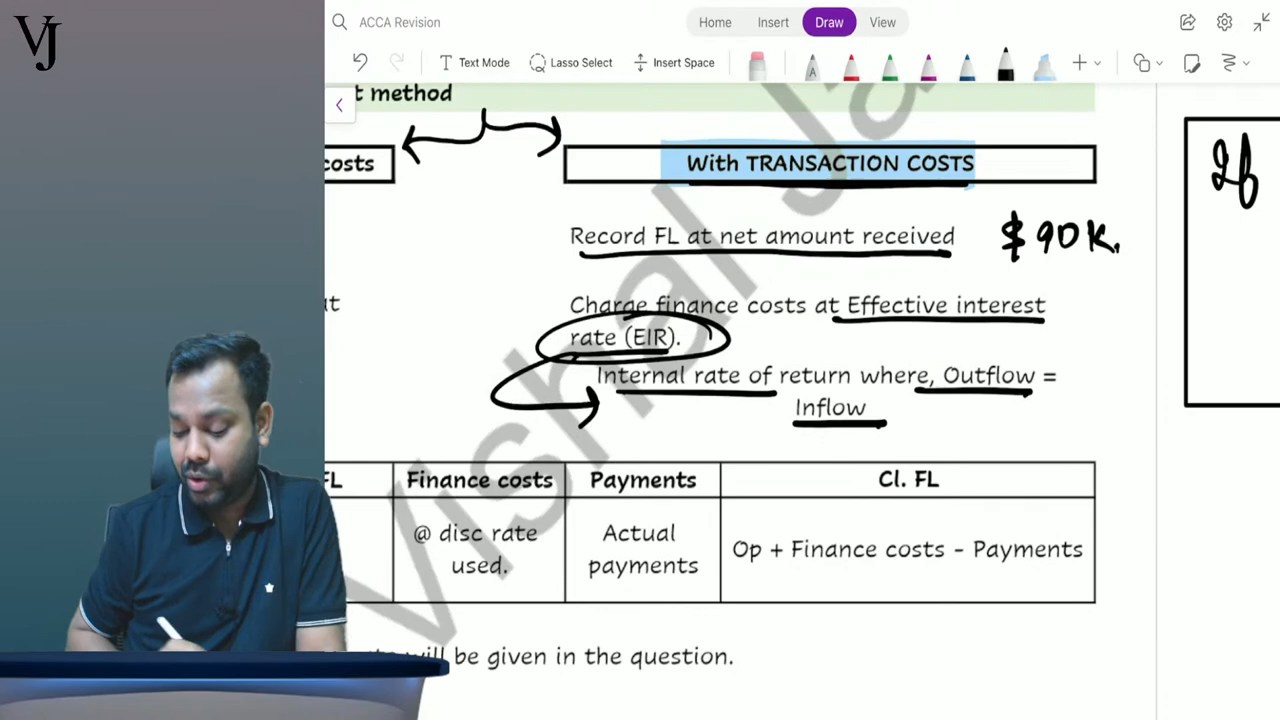 VJ
ACCA Revision
Home Insert Draw View
Text Mode Lasso Select Insert Space
t method
costs
With TRANSACTION COSTS
If
Record FL at net amount received $90K.
Charge finance costs at Effective interest
rate (EIR).
Internal rate of return where, Outflow =
Inflow
FL Finance costs Payments Cl. FL
@ disc rate
used.
Actual
payments
Op + Finance costs - Payments
will be given in the question.
Vishal Ja